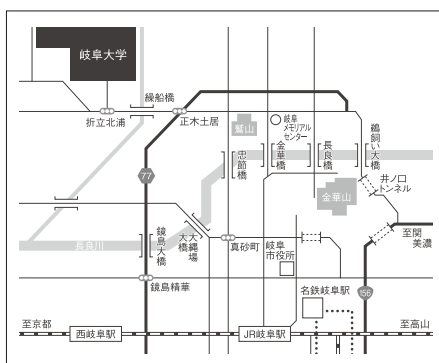 岐阜大学
繰船橋
折立北浦
正木土居
鷲山
岐阜
メモリアル
センター
忠節橋
金華橋
長良橋
鵜飼い大橋
井ノ口
トンネル
金華山
77
長良川
鏡島大橋
大縄場
大橋
真砂町
岐阜
市役所
至関
美濃
鏡島精華
名鉄岐阜駅
156
至京都
西岐阜駅
JR岐阜駅
至高山